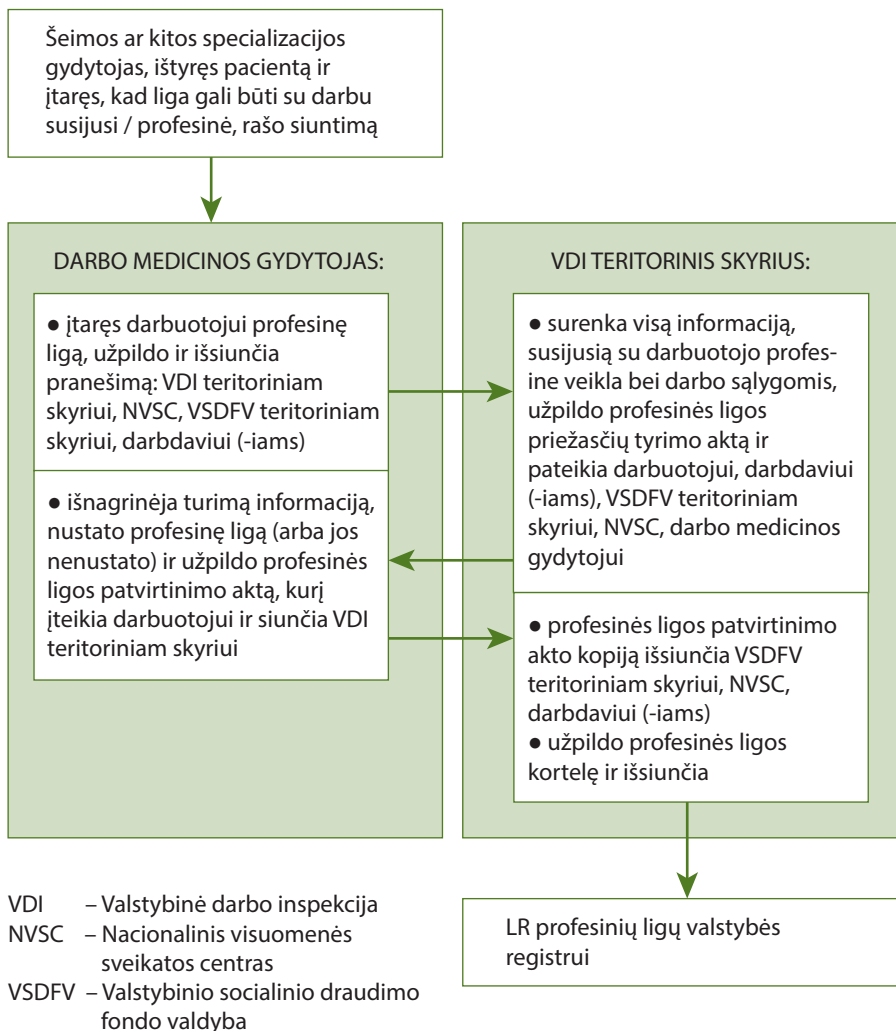 Šeimos ar kitos specializacijos
gydytojas, ištyręs pacientą ir
įtaręs, kad liga gali būti su darbu
susijusi / profesinė, rašo siuntimą
DARBO MEDICINOS GYDYTOJAS:
● įtaręs darbuotojui profesinę
ligą, užpildo ir išsiunčia
pranešimą: VDI teritoriniam
skyriui, NVSC, VSDFV teritoriniam
skyriui, darbdaviui (-iams)
● išnagrinėja turimą informaciją,
nustato profesinę ligą (arba jos
nenustato) ir užpildo profesinės
ligos patvirtinimo aktą, kurį
įteikia darbuotojui ir siunčia VDI
teritoriniam skyriui
VDI TERITORINIS SKYRIUS:
● surenka visą informaciją,
susijusią su darbuotojo profes-
ine veikla bei darbo sąlygomis,
užpildo profesinės ligos
priežasčių tyrimo aktą ir
pateikia darbuotojui, darbdaviui
(-iams), VSDFV teritoriniam
skyriui, NVSC, darbo medicinos
gydytojui
● profesinės ligos patvirtinimo
akto kopiją išsiunčia VSDFV
teritoriniam skyriui, NVSC,
darbdaviui (-iams)
● užpildo profesinės ligos
kortelę ir išsiunčia
LR profesinių ligų valstybės
registrui
VDI – Valstybinė darbo inspekcija
NVSC – Nacionalinis visuomenės
sveikatos centras
VSDFV – Valstybinio socialinio draudimo
fondo valdyba